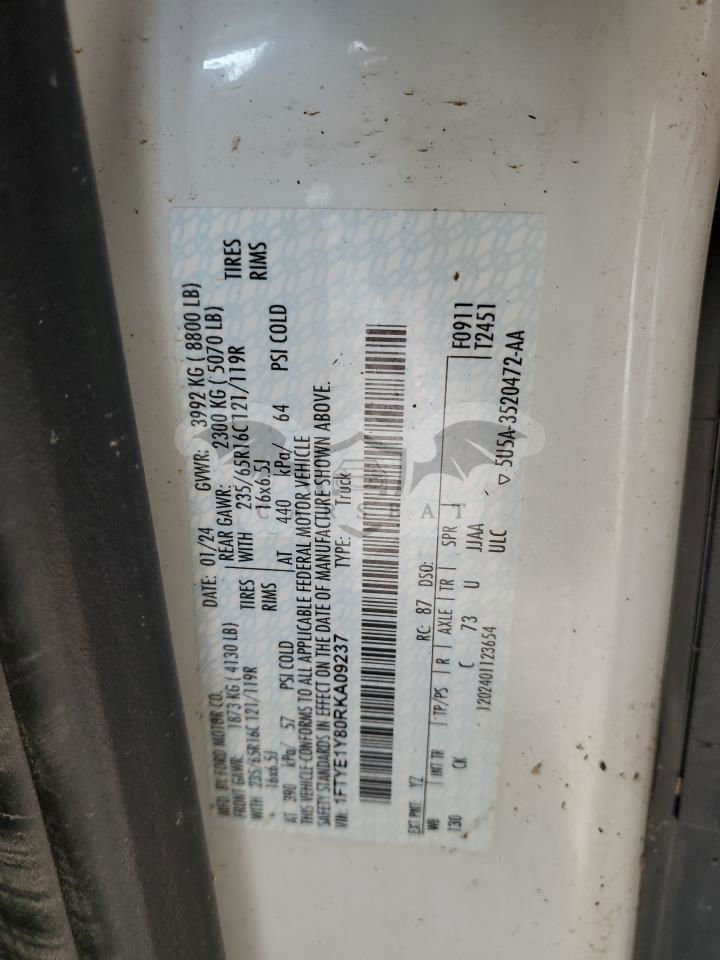 MFD. BY FORD MOTOR CO.
DATE: 01/24 GVWR: 3992 KG ( 8800 LB)
FRONT GAWR: 1873 KG ( 4130 LB) REAR GAWR: 2300 KG ( 5070 LB)
WITH 235/65R16C 121/119R TIRES WITH 235/65R16C121/119R TIRES
16x6.5J RIMS 16x6.5J RIMS
AT 390 kPa/ 57 PSI COLD AT 440 kPa/ 64 PSI COLD
THIS VEHICLE CONFORMS TO ALL APPLICABLE FEDERAL MOTOR VEHICLE
SAFETY STANDARDS IN EFFECT ON THE DATE OF MANUFACTURE SHOWN ABOVE.
VIN: 1FTYE1Y80RKA09237 TYPE: Truck
EXT PNT: YZ RC: 87 DSO:
WB INT TR TP/PS R AXLE TR SPR F0911
130 CK C 73 U JJAA T2451
1202401123654 ULC
▽ 5U5A-3520472-AA